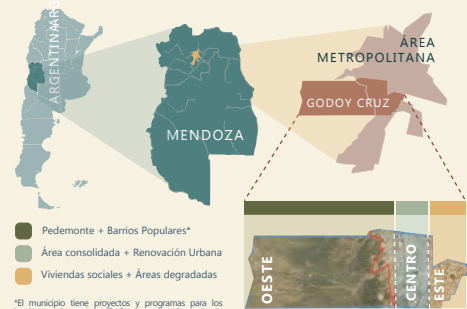 ARGENTINA
MENDOZA
ÁREA
METROPOLITANA
GODOY CRUZ
Pedemonte + Barrios Populares*
Área consolidada + Renovación Urbana
Viviendas sociales + Áreas degradadas
*El municipio tiene proyectos y programas para los
OESTE
CENTRO
ESTE